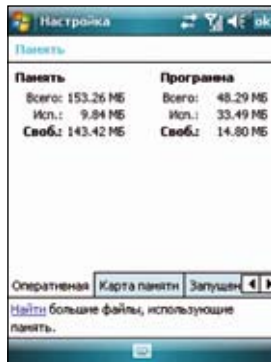 Настройка ok
Память
Память Программа
Всего: 153.26 МБ Всего: 48.29 МБ
Исп.: 9.84 МБ Исп.: 33.49 МБ
Своб.: 143.42 МБ Своб.: 14.80 МБ
Оперативная Карта памяти Запущен
Найти большие файлы, использующие
память.